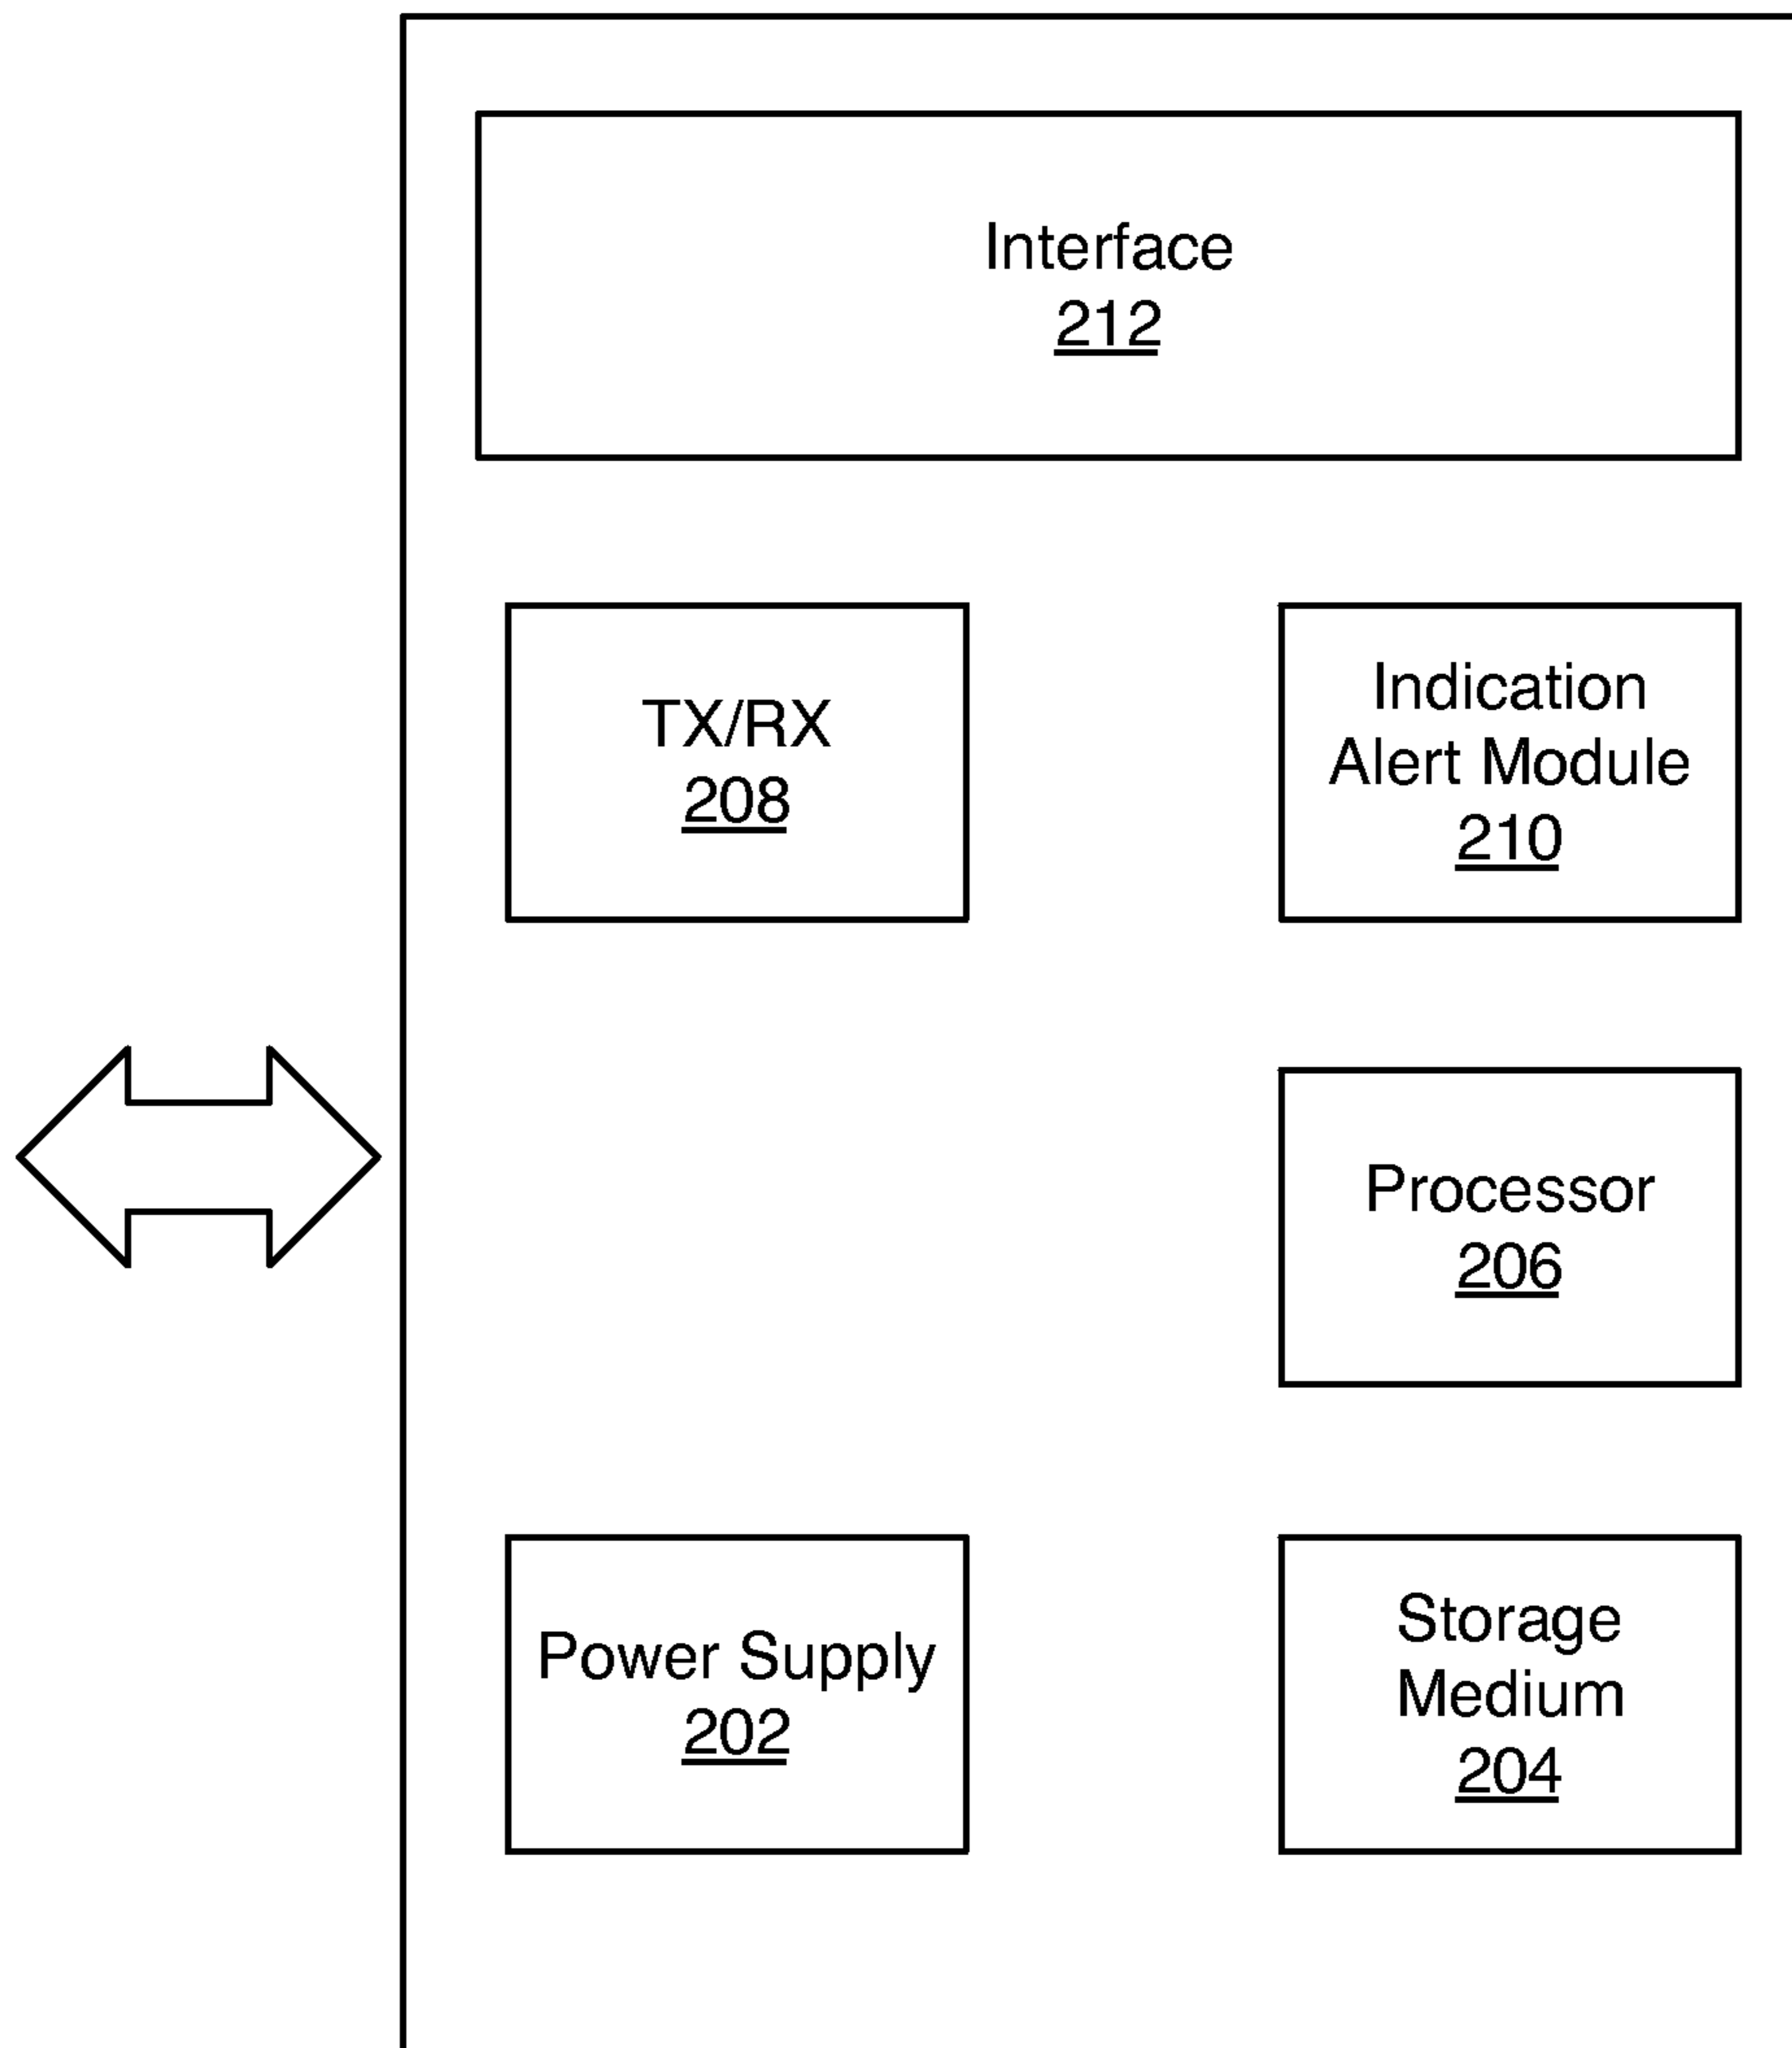 Interface
212
TX/RX
208
Indication
Alert Module
210
Processor
206
Power Supply
202
Storage
Medium
204